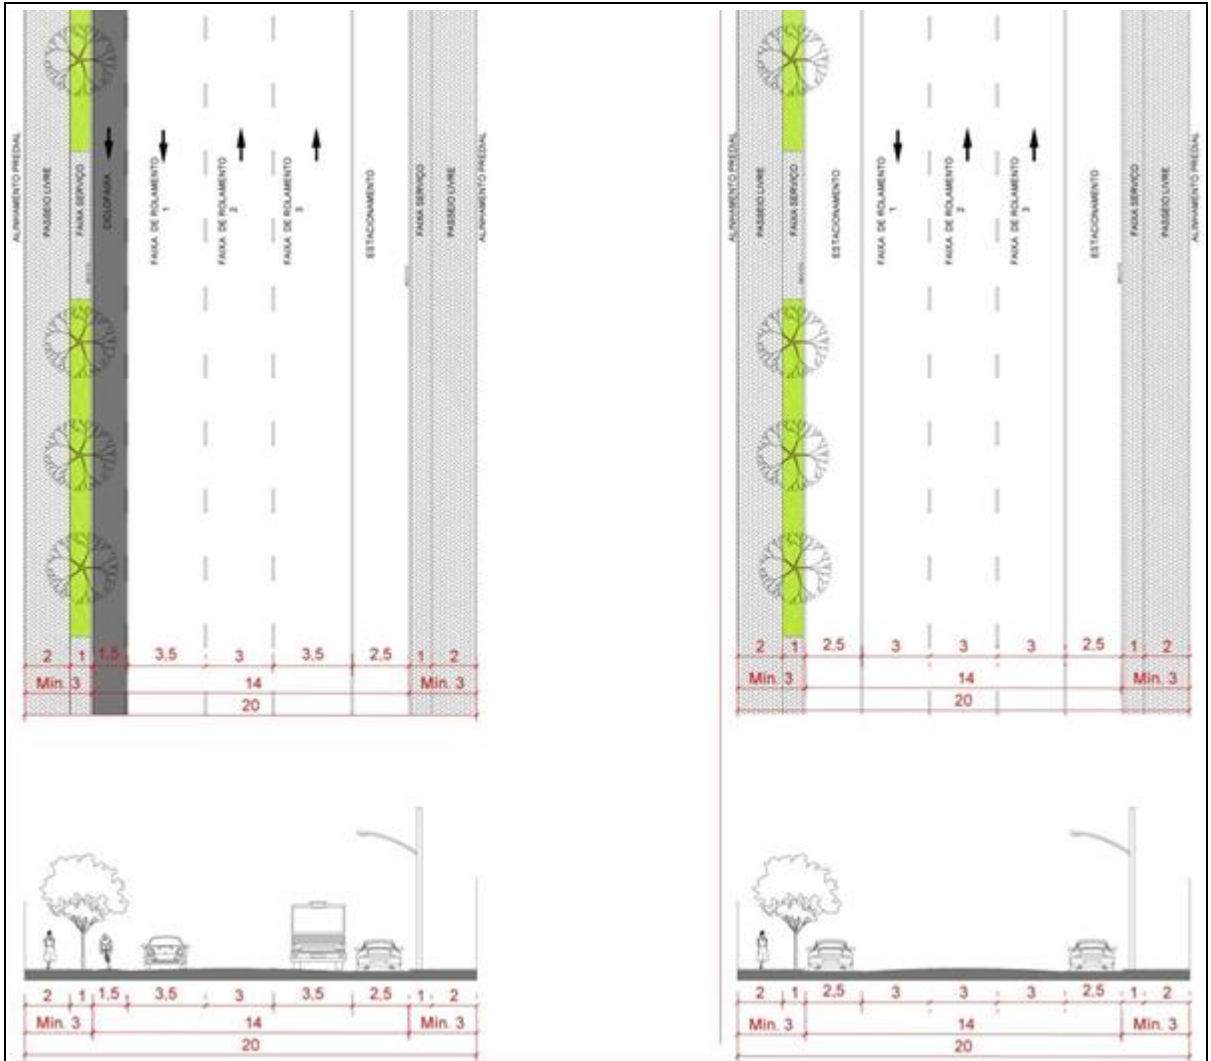 ALINHAMENTO PREDIAL
PASSEIO LIVRE
FAIXA SERVIÇO
CICLOFAIXA
FAIXA DE ROLAMENTO
1
FAIXA DE ROLAMENTO
2
FAIXA DE ROLAMENTO
3
ESTACIONAMENTO
FAIXA SERVIÇO
PASSEIO LIVRE
ALINHAMENTO PREDIAL
2 1 1,5 3,5 3 3,5 2,5 1 2
Min. 3 14 Min. 3
20
ALINHAMENTO PREDIAL
PASSEIO LIVRE
FAIXA SERVIÇO
ESTACIONAMENTO
FAIXA DE ROLAMENTO
1
FAIXA DE ROLAMENTO
2
FAIXA DE ROLAMENTO
3
ESTACIONAMENTO
FAIXA SERVIÇO
PASSEIO LIVRE
ALINHAMENTO PREDIAL
2 1 2,5 3 3 3 2,5 1 2
Min. 3 14 Min. 3
20
2 1 1,5 3,5 3 3,5 2,5 1 2
Min. 3 14 Min. 3
20
2 1 2,5 3 3 3 2,5 1 2
Min. 3 14 Min. 3
20